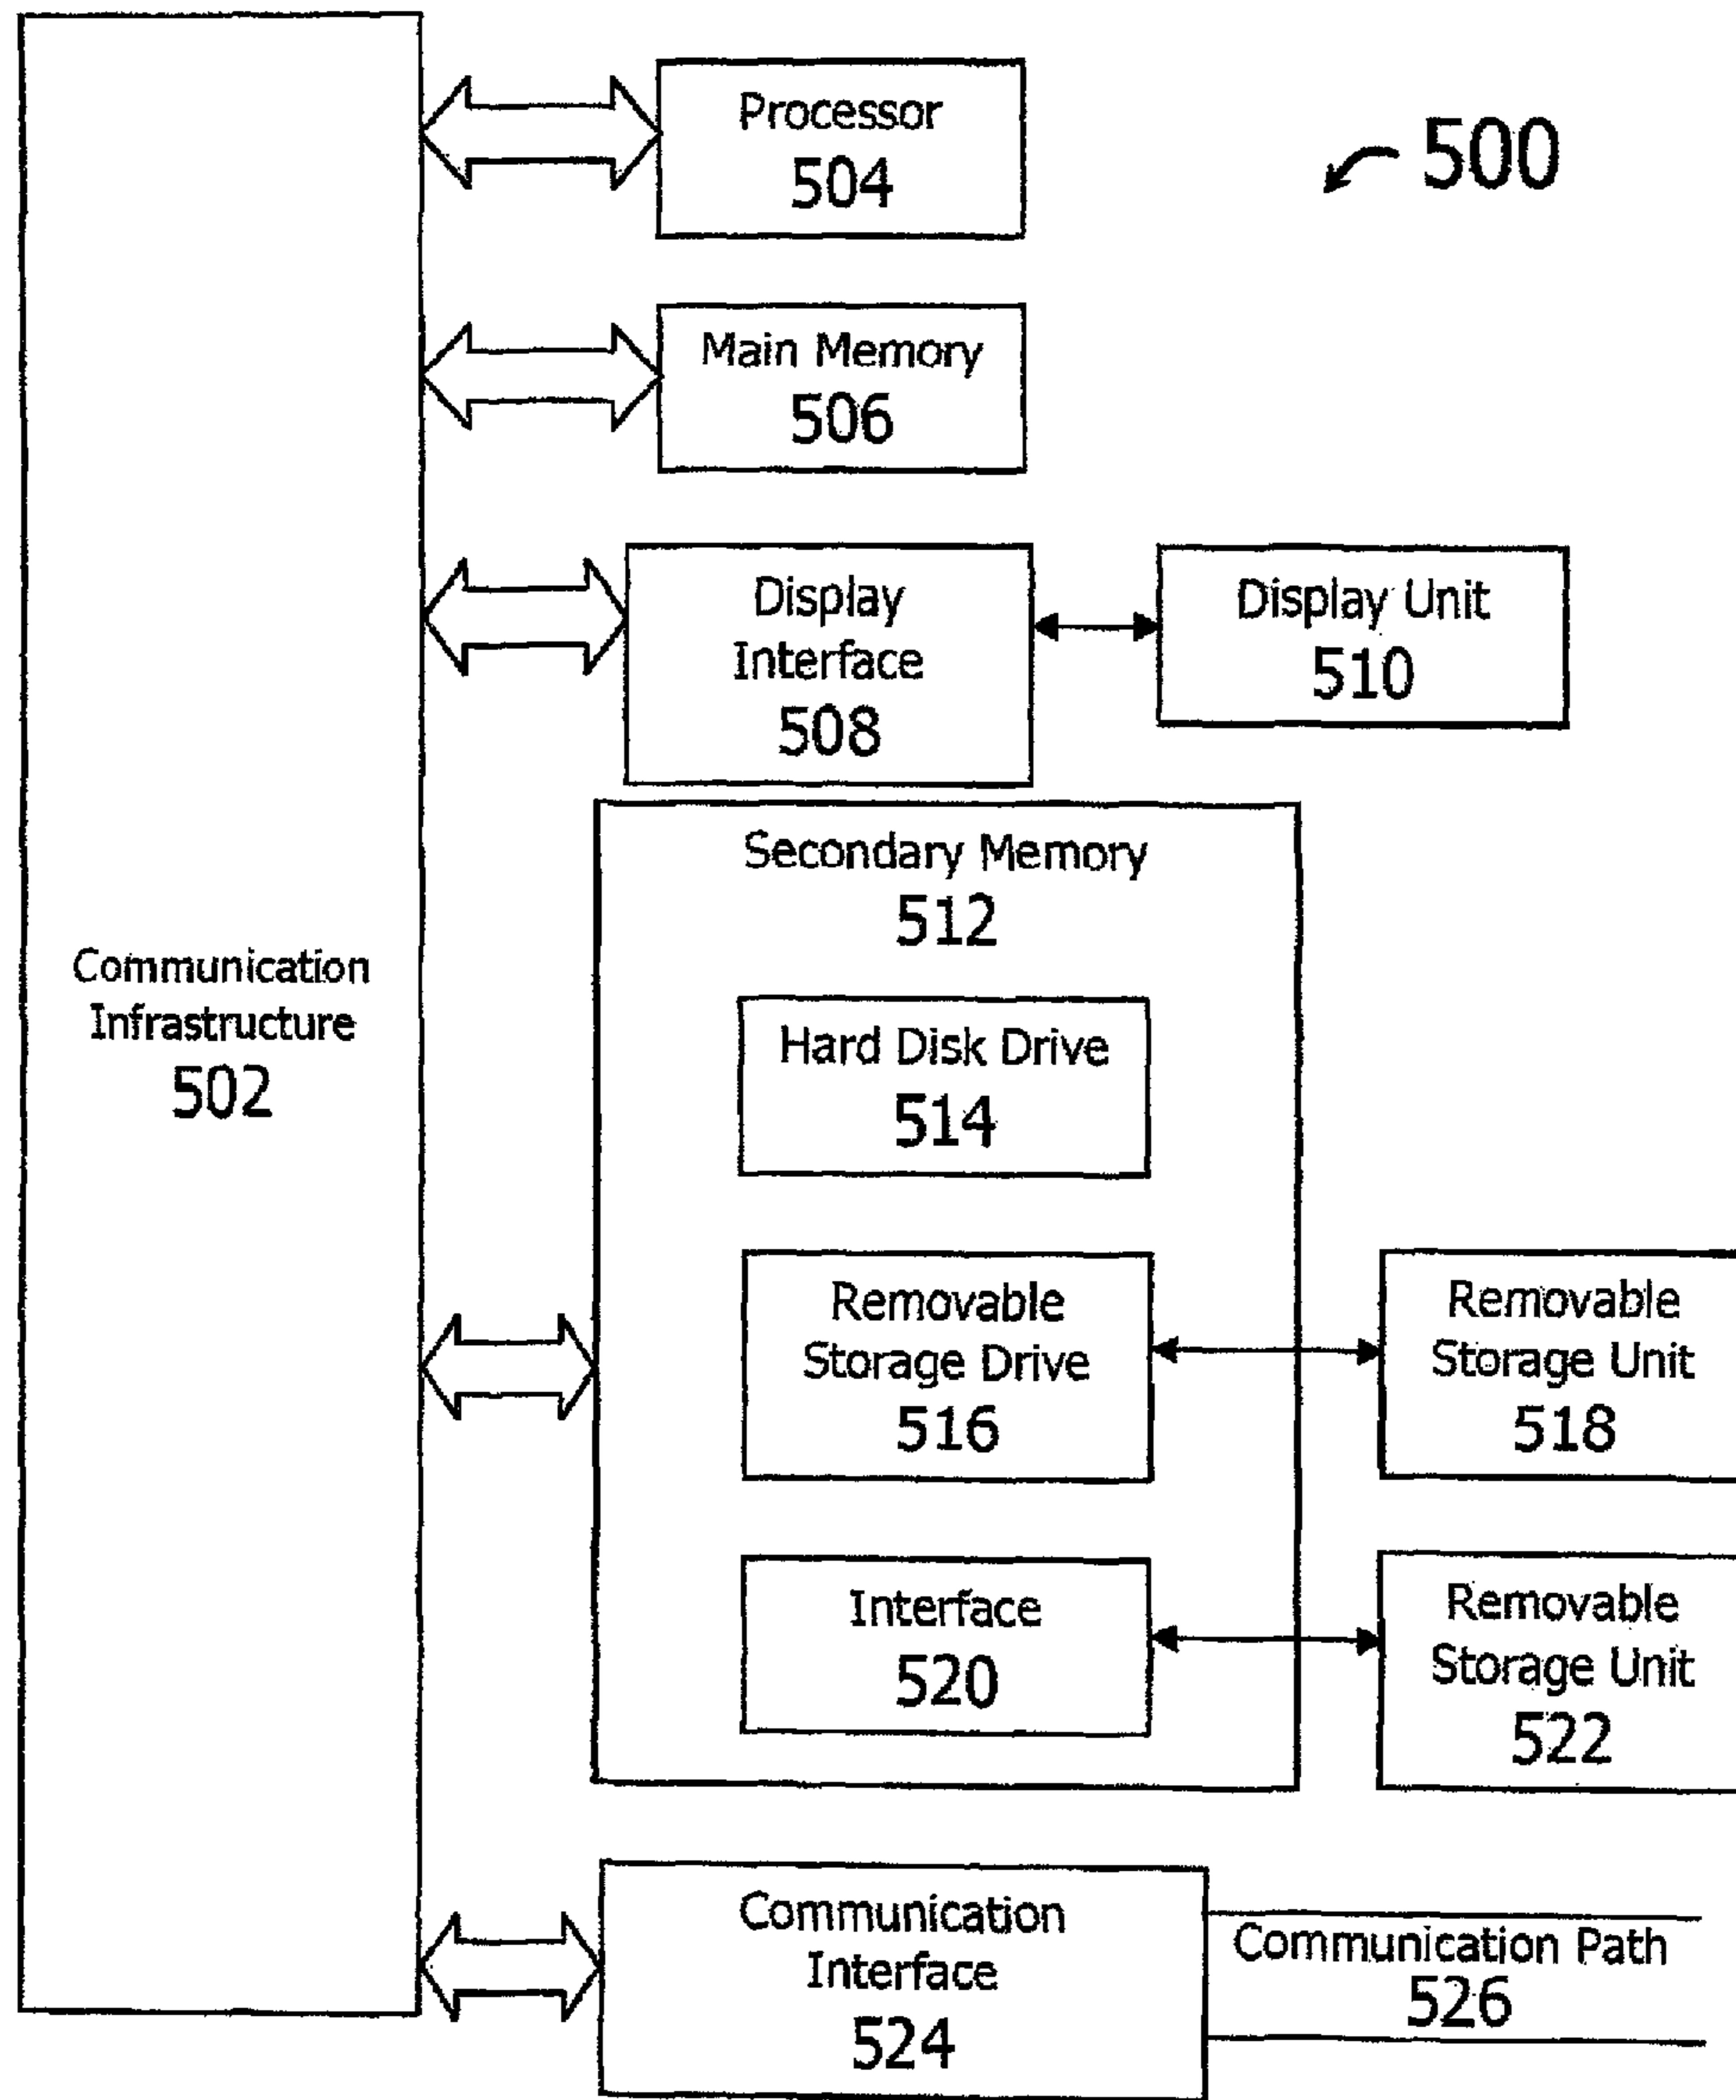 Processor
504
500
Main Memory
506
Display
Interface
508
Display Unit
510
Secondary Memory
512
Communication
Infrastructure
502
Hard Disk Drive
514
Removable
Storage Drive
516
Removable
Storage Unit
518
Interface
520
Removable
Storage Unit
522
Communication
Interface
524
Communication Path
526